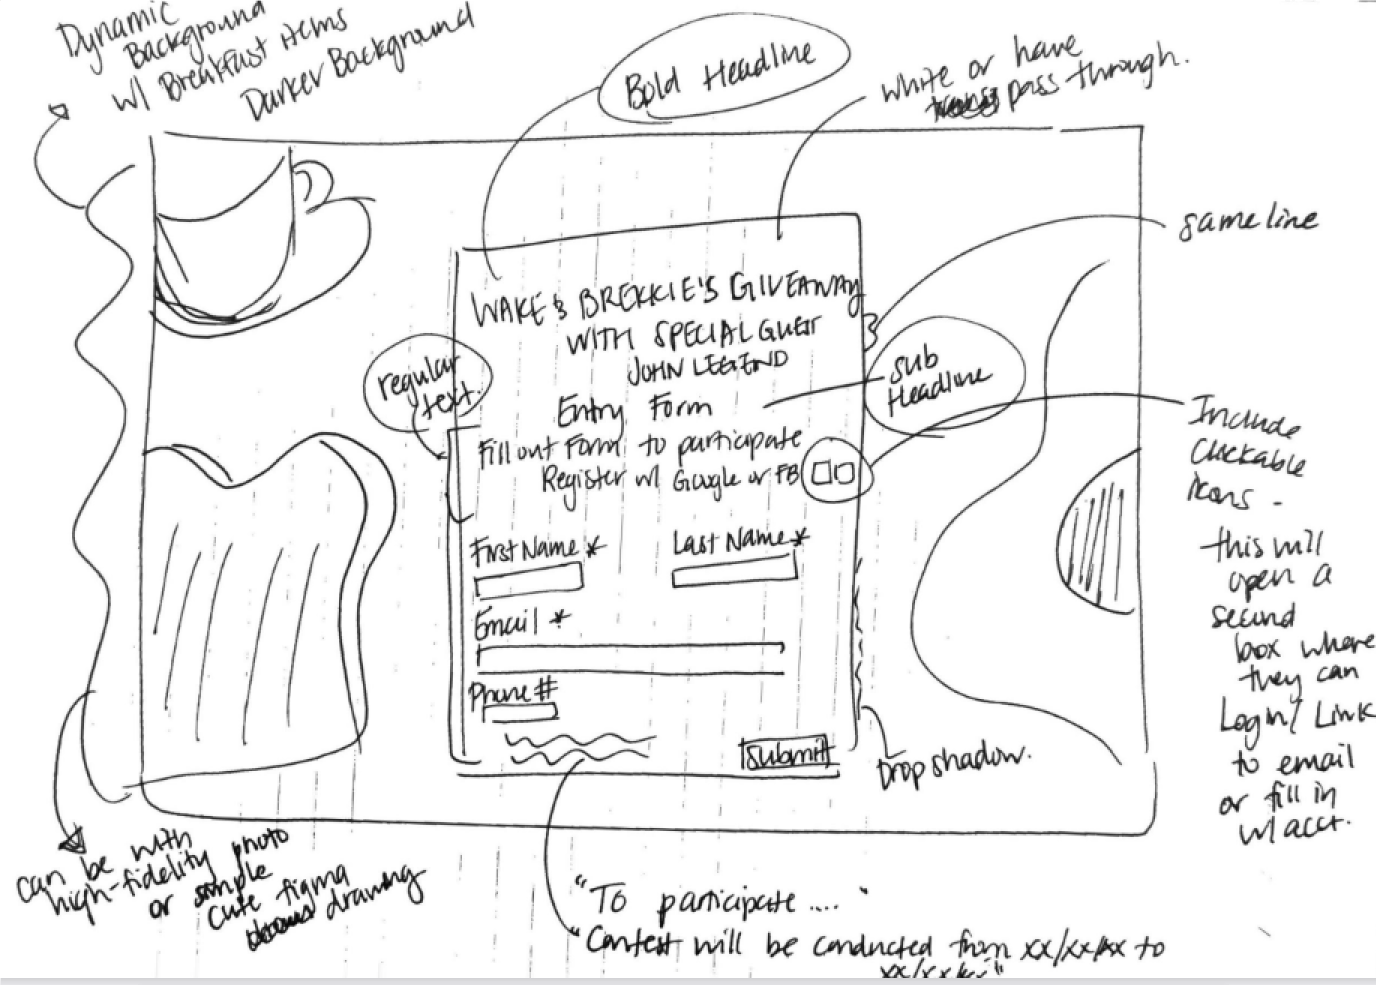 Dynamic
Background
w/ Breakfast items
Darker Background
Bold Headline
white or have
pass through.
same line
WAKE & BREKKIE'S GIVEAWAY
WITH SPECIAL GUEST
JOHN LEGEND
regular
text.
sub
Headline
Entry Form
Fill out Form to participate
Register w/ Google or FB
Include
Clickable
icons -
this will
open a
second
box where
they can
Login/Link
to email
or fill in
w/ acct.
First Name *
Last Name *
Email *
Phone #
Submit
Drop shadow.
can be with
high-fidelity photo
or simple
cute figma
drawing
"To participate .... "
"Contest will be conducted from xx/xx/xx to
xx/xx/xx"